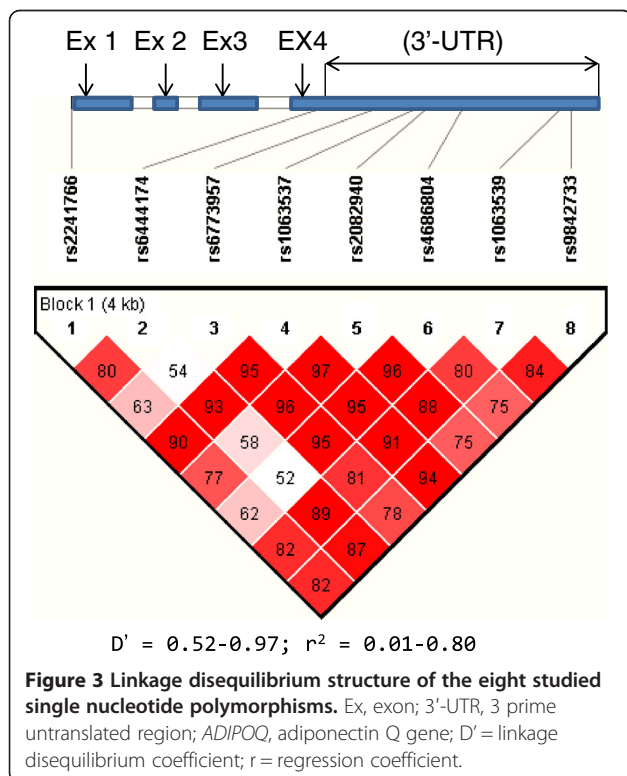 Ex 1 Ex 2 Ex3 EX4 (3'-UTR)
rs2241766
rs6444174
rs6773957
rs1063537
rs2082940
rs4686804
rs1063539
rs9842733
Block 1 (4 kb)
1 2 3 4 5 6 7 8
80 54 95 97 96 80 84
63 93 96 95 88 75
90 58 95 91 75
77 52 81 94
62 89 78
82 87
82
D' = 0.52-0.97; r² = 0.01-0.80
Figure 3 Linkage disequilibrium structure of the eight studied
single nucleotide polymorphisms. Ex, exon; 3′-UTR, 3 prime
untranslated region; ADIPOQ, adiponectin Q gene; D′ = linkage
disequilibrium coefficient; r = regression coefficient.